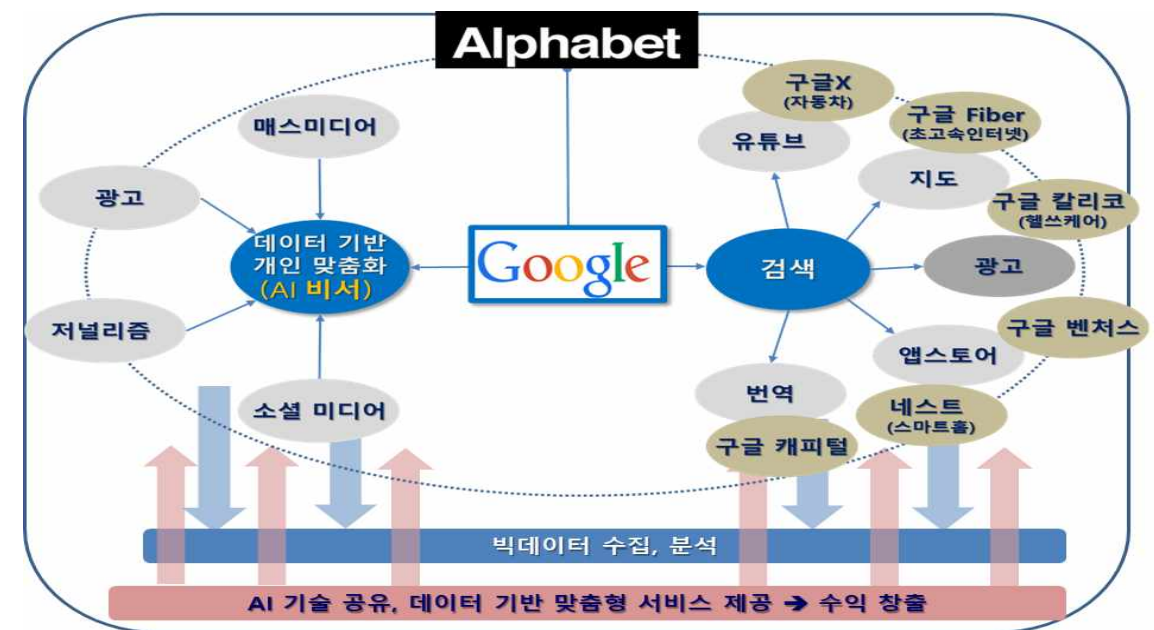 Alphabet
구글X
(자동차)
구글 Fiber
(초고속인터넷)
매스미디어
유튜브
지도
광고
구글 칼리코
(헬쓰케어)
데이터 기반
개인 맞춤화
(AI 비서)
Google
검색
광고
저널리즘
구글 벤처스
앱스토어
번역
소셜 미디어
네스트
(스마트홈)
구글 캐피털
빅데이터 수집, 분석
AI 기술 공유, 데이터 기반 맞춤형 서비스 제공 ➔ 수익 창출